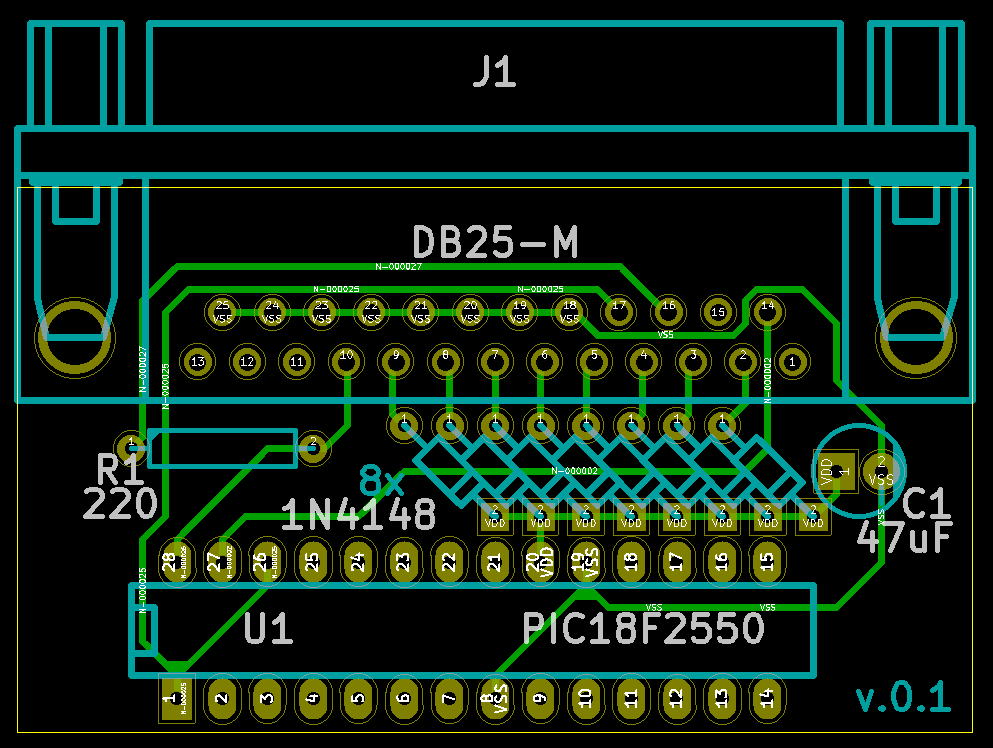 J1
DB25-M
N-000027
N-000025 N-000025
25 24 23 22 21 20 19 18 17 16 15 14
VSS VSS VSS VSS VSS VSS VSS VSS
VSS
13 12 11 10 9 8 7 6 5 4 3 2 1
N-000027 N-000025 N-000002
1 1 1 1 1 1 1 1
1 2
R1
220
8x
N-000002
VDD 1
2 VSS
C1
47uF
1N4148
2 2 2 2 2 2 2 2
VDD VDD VDD VDD VDD VDD VDD VDD
VSS
28 27 26 25 24 23 22 21 20 VDD 19 VSS 18 17 16 15
N-000025
VSS VSS
U1
PIC18F2550
1 N-000025 2 3 4 5 6 7 8 VSS 9 10 11 12 13 14
v.0.1